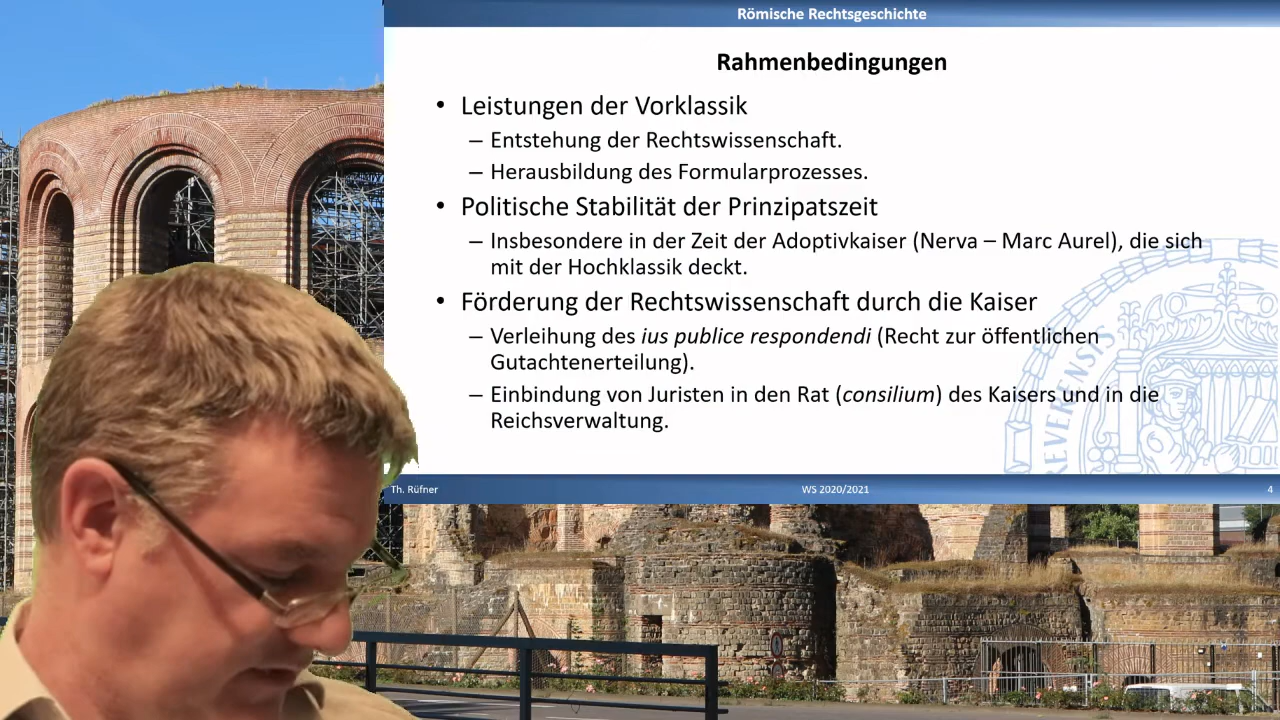 Römische Rechtsgeschichte
Rahmenbedingungen
• Leistungen der Vorklassik
– Entstehung der Rechtswissenschaft.
– Herausbildung des Formularprozesses.
• Politische Stabilität der Prinzipatszeit
– Insbesondere in der Zeit der Adoptivkaiser (Nerva – Marc Aurel), die sich
mit der Hochklassik deckt.
• Förderung der Rechtswissenschaft durch die Kaiser
– Verleihung des ius publice respondendi (Recht zur öffentlichen
Gutachtenerteilung).
– Einbindung von Juristen in den Rat (consilium) des Kaisers und in die
Reichsverwaltung.
Th. Rüfner
WS 2020/2021
4